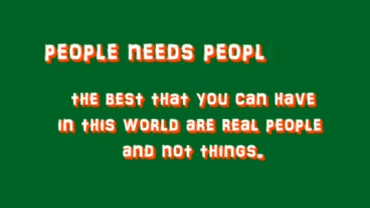 PEOPLE NEEDS PEOPL
THE BEST THAT YOU CAN HAVE
IN THIS WORLD ARE REAL PEOPLE
AND NOT THINGS.